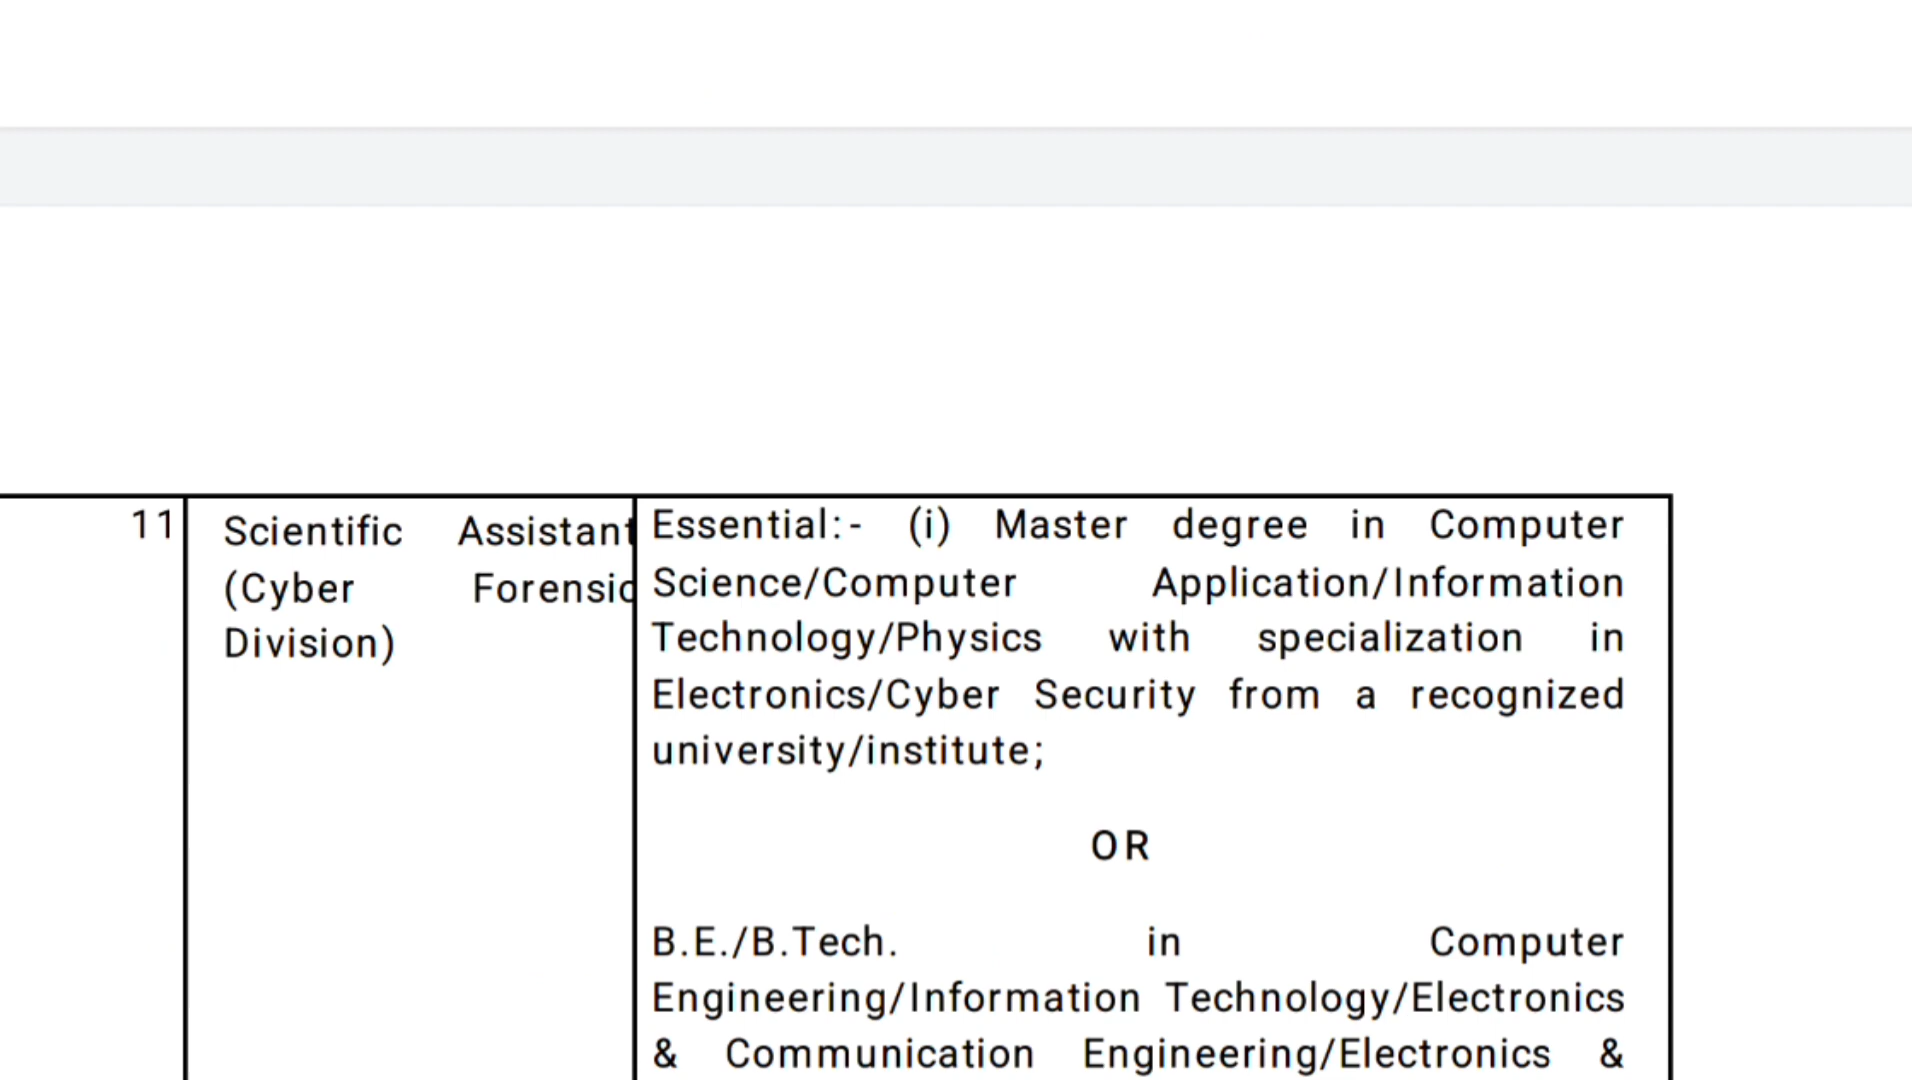 11
Scientific Assistant
(Cyber Forensic
Division)
Essential:- (i) Master degree in Computer
Science/Computer Application/Information
Technology/Physics with specialization in
Electronics/Cyber Security from a recognized
university/institute;
OR
B.E./B.Tech. in Computer
Engineering/Information Technology/Electronics
& Communication Engineering/Electronics &